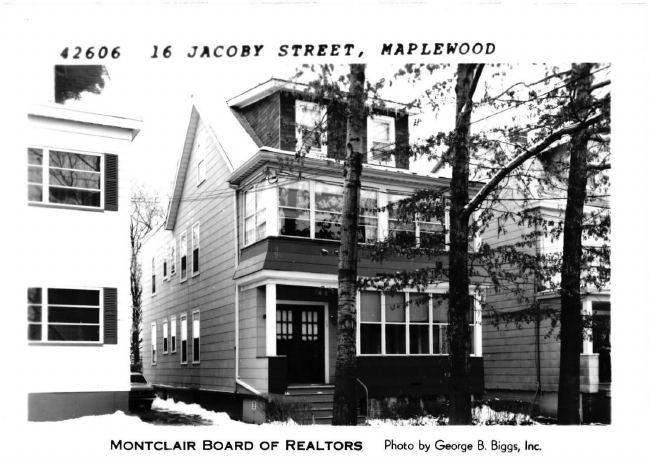 42606 16 JACOBY STREET, MAPLEWOOD
MONTCLAIR BOARD OF REALTORS Photo by George B. Biggs, Inc.